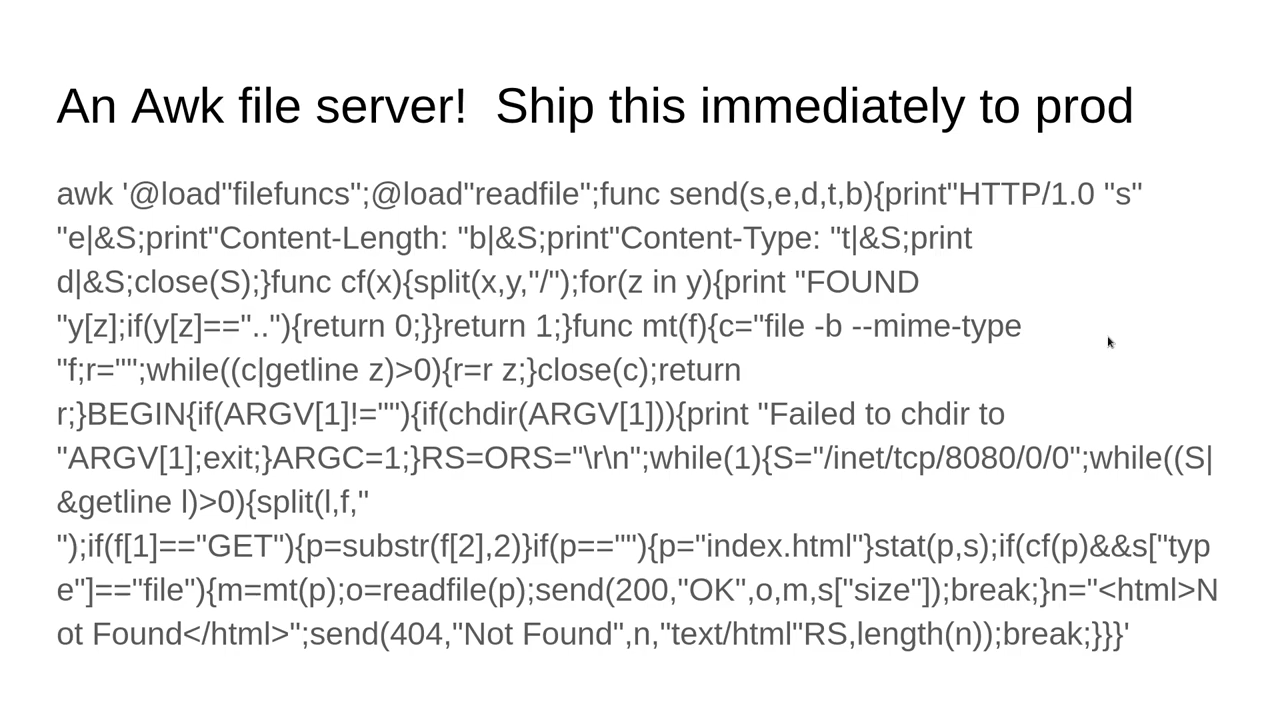 An Awk file server!  Ship this immediately to prod
awk '@load"filefuncs";@load"readfile";func send(s,e,d,t,b){print"HTTP/1.0 "s"
"e|&S;print"Content-Length: "b|&S;print"Content-Type: "t|&S;print
d|&S;close(S);}func cf(x){split(x,y,"/");for(z in y){print "FOUND
"y[z];if(y[z]==".."){return 0;}}return 1;}func mt(f){c="file -b --mime-type
"f;r="";while((c|getline z)>0){r=r z;}close(c);return
r;}BEGIN{if(ARGV[1]!=""){if(chdir(ARGV[1])){print "Failed to chdir to
"ARGV[1];exit;}ARGC=1;}RS=ORS="\r\n";while(1){S="/inet/tcp/8080/0/0";while((S|
&getline l)>0){split(l,f,"
");if(f[1]=="GET"){p=substr(f[2],2)}if(p==""){p="index.html"}stat(p,s);if(cf(p)&&s["typ
e"]=="file"){m=mt(p);o=readfile(p);send(200,"OK",o,m,s["size"]);break;}n="<html>N
ot Found</html>";send(404,"Not Found",n,"text/html"RS,length(n));break;}}}'